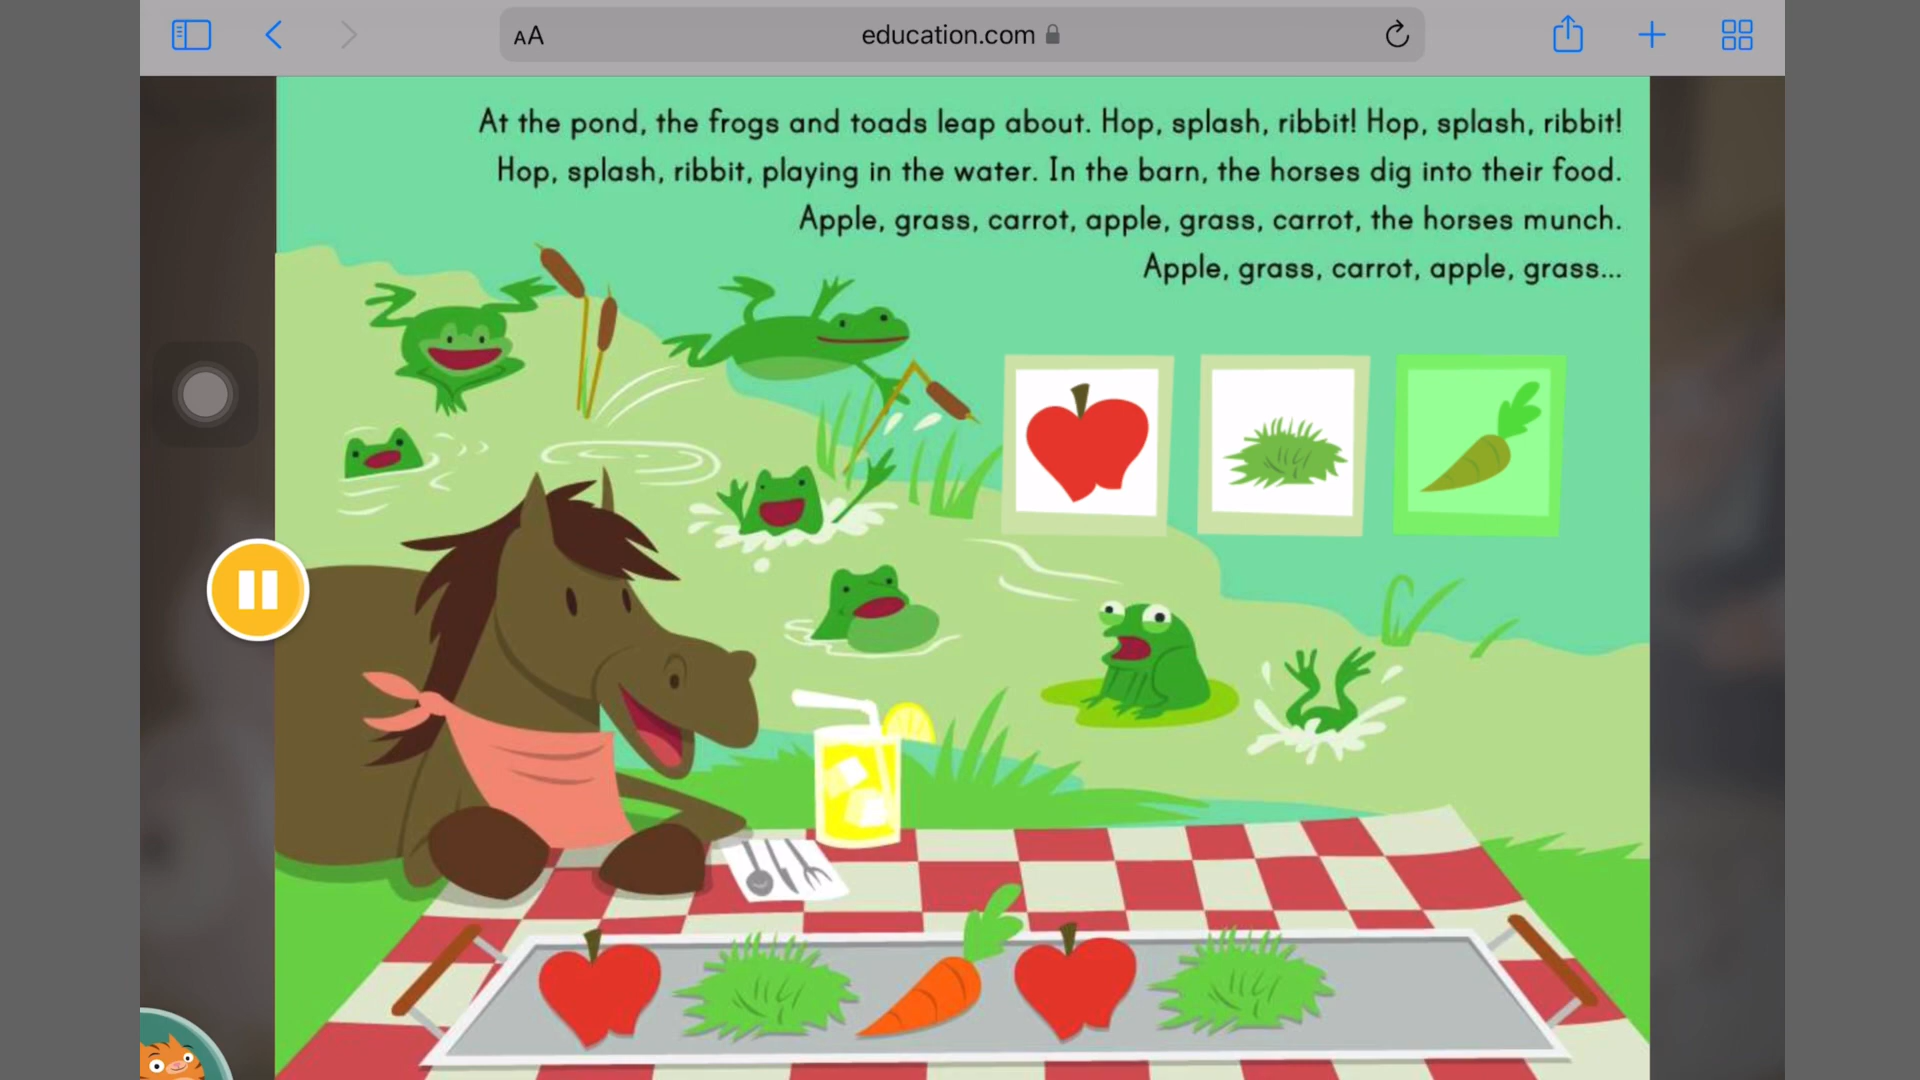 AA
education.com
At the pond, the frogs and toads leap about. Hop, splash, ribbit! Hop, splash, ribbit!
Hop, splash, ribbit, playing in the water. In the barn, the horses dig into their food.
Apple, grass, carrot, apple, grass, carrot, the horses munch.
Apple, grass, carrot, apple, grass...